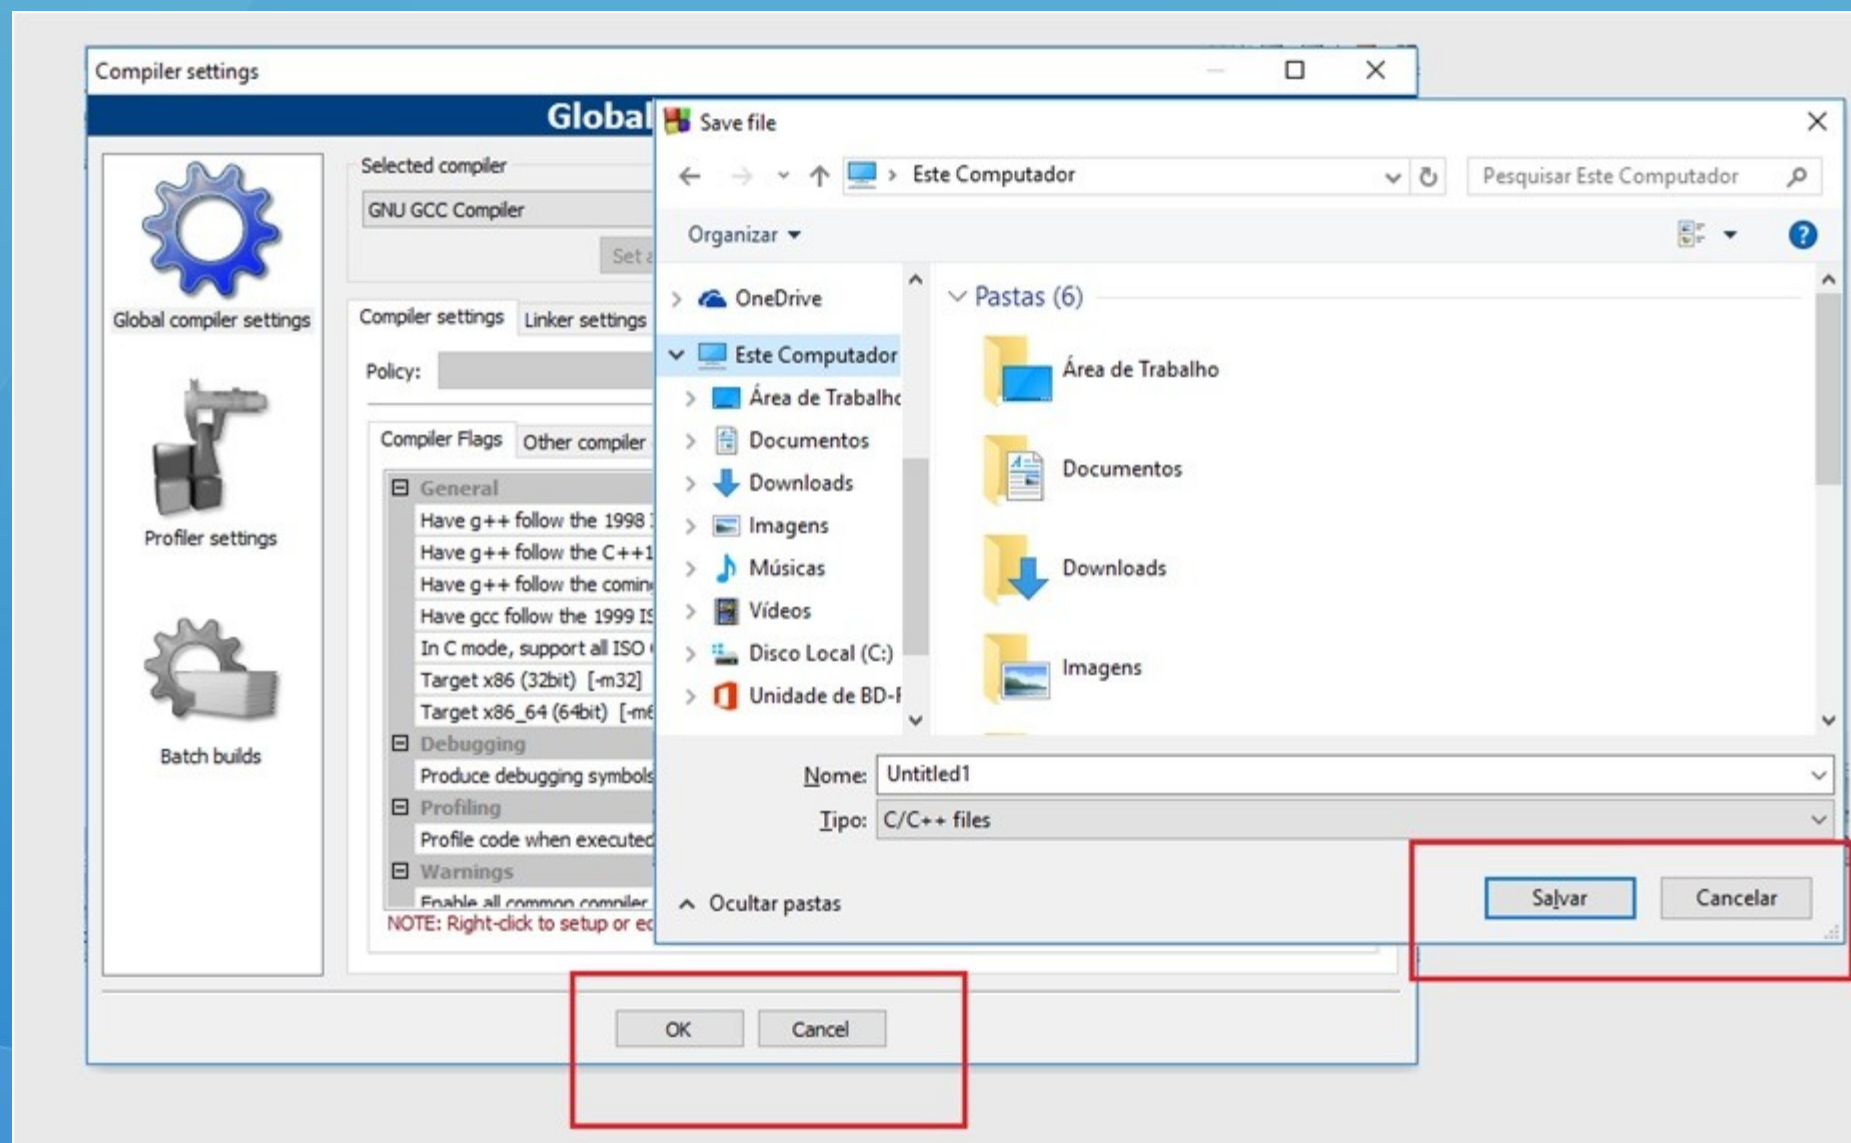 Compiler settings
Global
Global compiler settings
Profiler settings
Batch builds
Selected compiler
GNU GCC Compiler
Set
Compiler settings
Linker settings
Policy:
Compiler Flags
Other compiler
General
Have g++ follow the 1998
Have g++ follow the C++1
Have g++ follow the coming
Have gcc follow the 1999 IS
In C mode, support all ISO
Target x86 (32bit) [-m32]
Target x86_64 (64bit) [-m6
Debugging
Produce debugging symbols
Profiling
Profile code when executed
Warnings
Enable all common compiler
NOTE: Right-click to setup or ed
OK
Cancel
Save file
Este Computador
Pesquisar Este Computador
Organizar
OneDrive
Este Computador
Área de Trabalho
Documentos
Downloads
Imagens
Músicas
Vídeos
Disco Local (C:)
Unidade de BD-
Pastas (6)
Área de Trabalho
Documentos
Downloads
Imagens
Nome: Untitled1
Tipo: C/C++ files
Ocultar pastas
Salvar
Cancelar